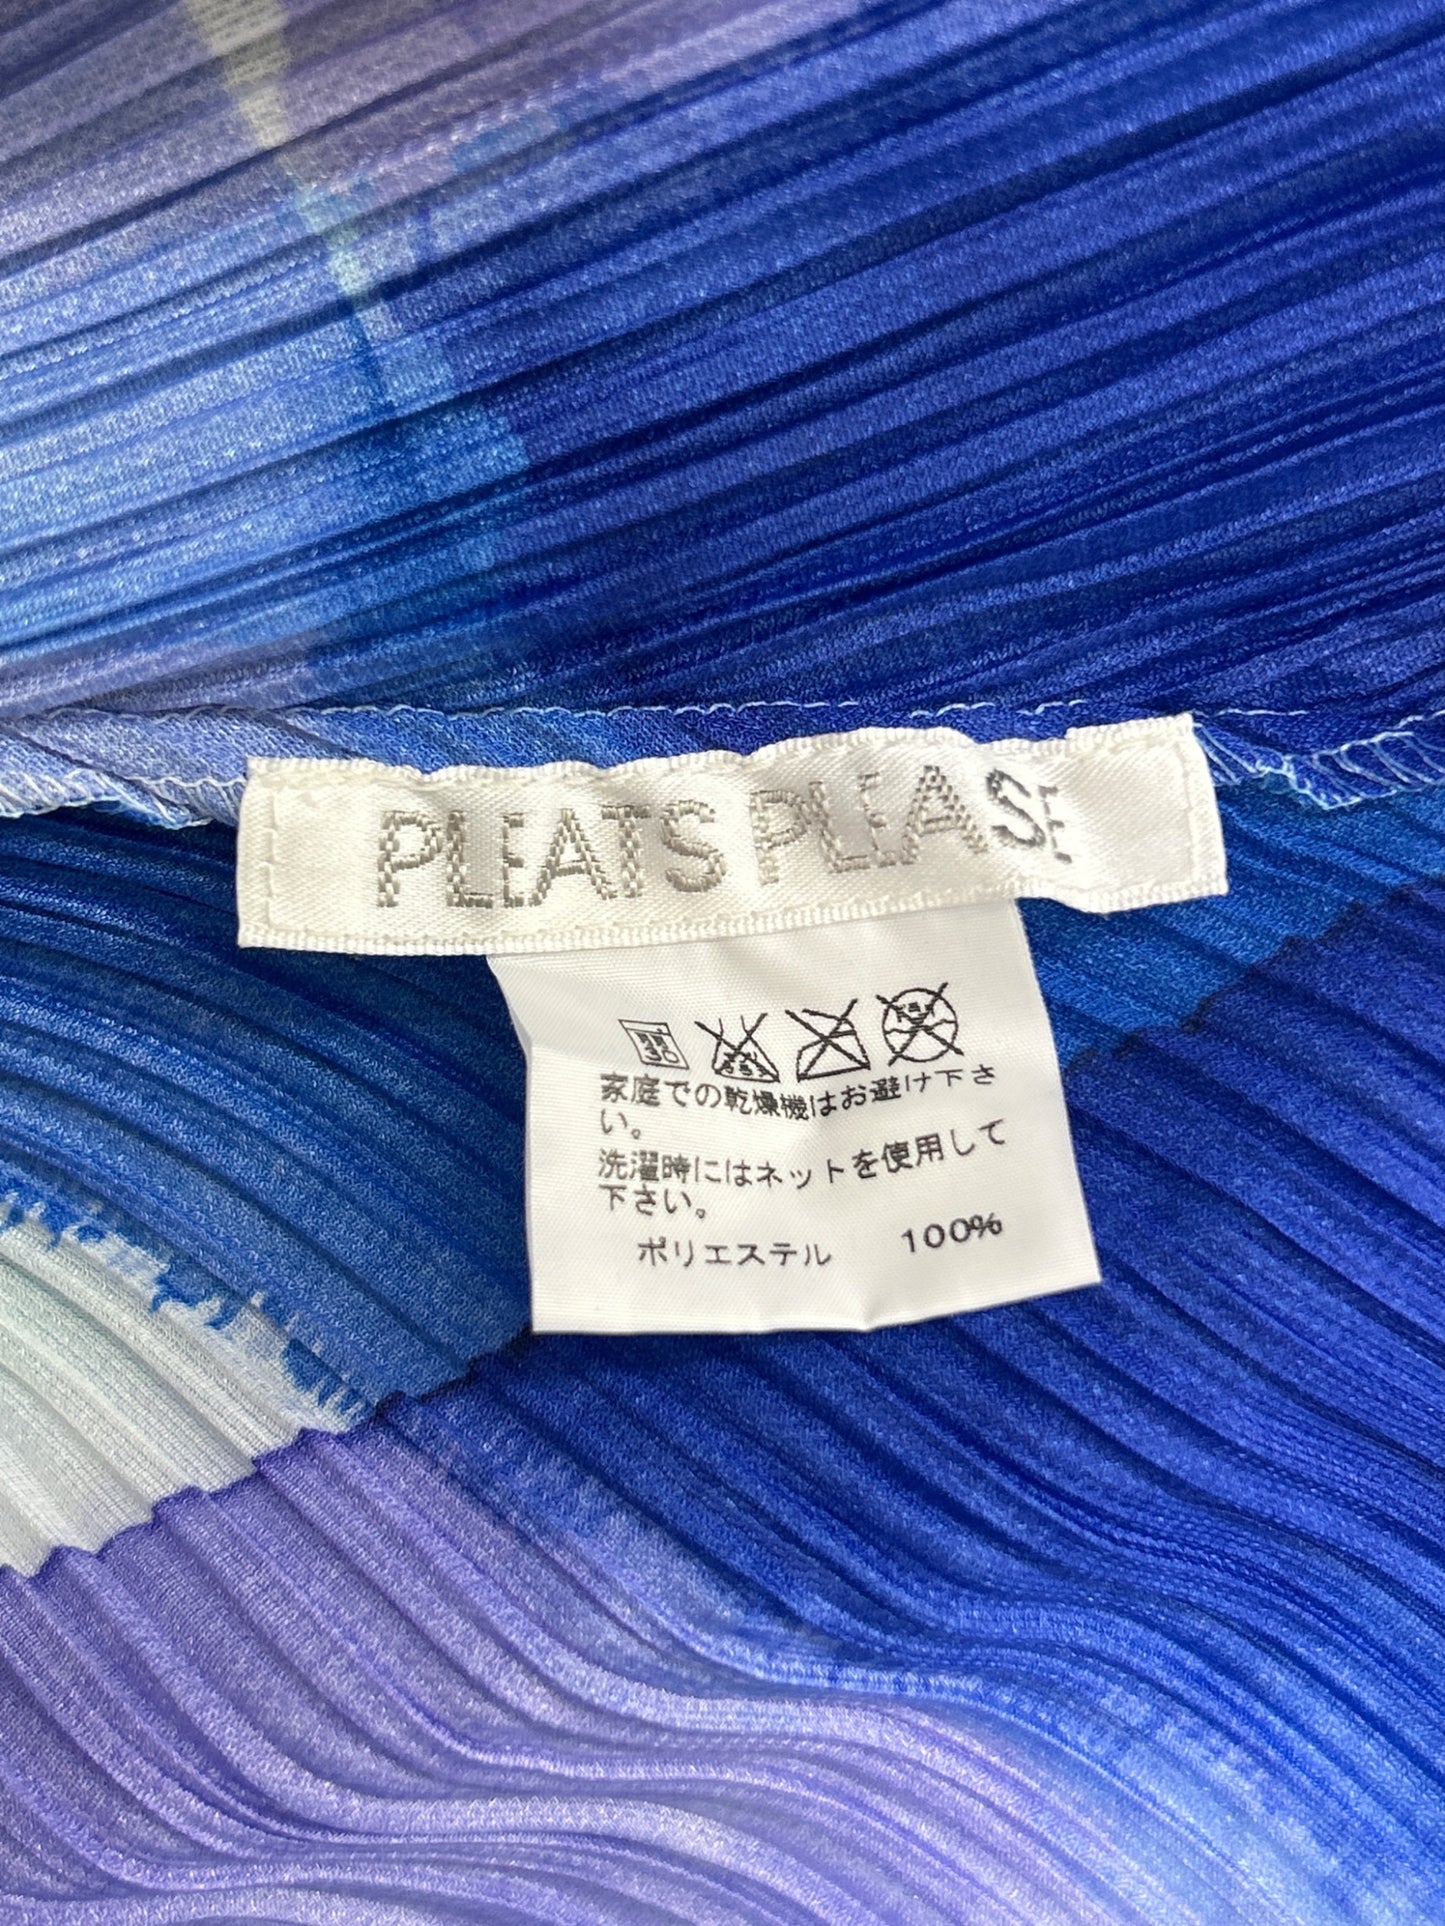 PLEATS PLEASE
家庭での乾燥機はお避け下さ
い。
洗濯時にはネットを使用して
下さい。
ポリエステル 100%